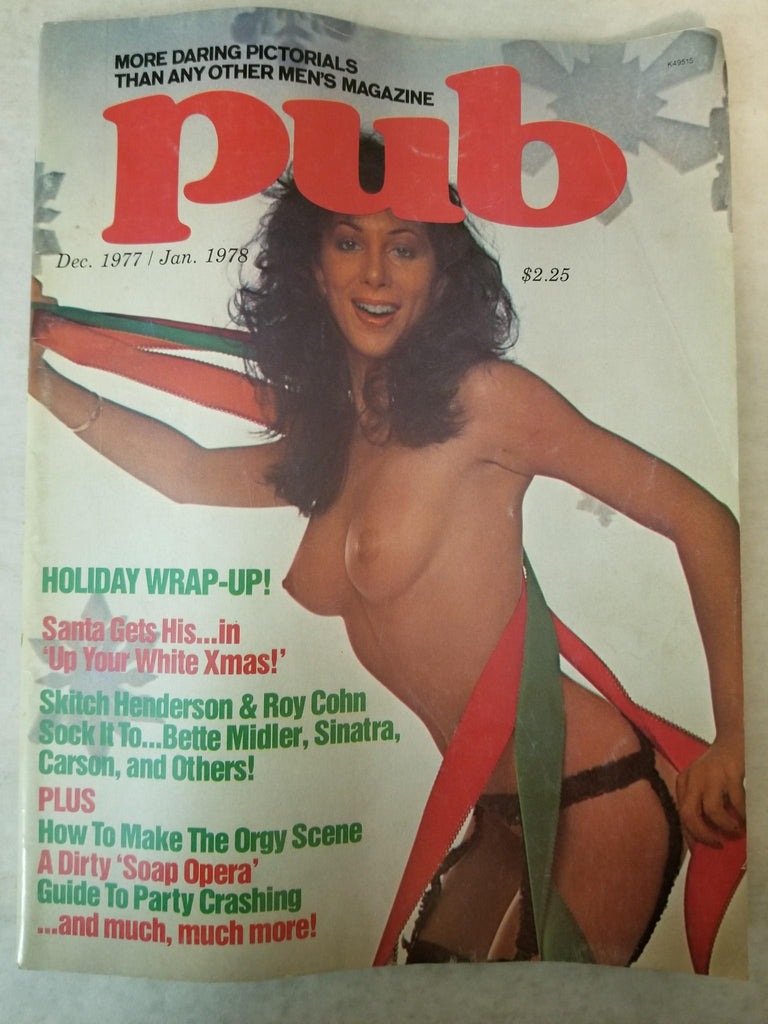 MORE DARING PICTORIALS
THAN ANY OTHER MEN'S MAGAZINE
K49515
pub
Dec. 1977 / Jan. 1978
$2.25
HOLIDAY WRAP-UP!
Santa Gets His...in
'Up Your White Xmas!'
Skitch Henderson & Roy Cohn
Sock It To...Bette Midler, Sinatra,
Carson, and Others!
PLUS
How To Make The Orgy Scene
A Dirty 'Soap Opera'
Guide To Party Crashing
...and much, much more!